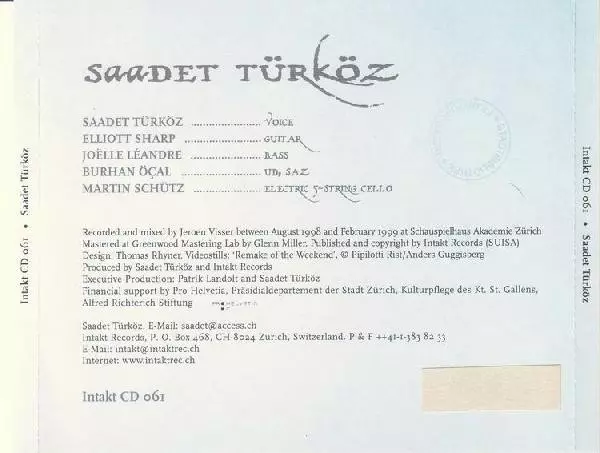 SAADET TÜRKÖZ
SAADET TÜRKÖZ ........................ VOICE
ELLIOTT SHARP ........................ GUITAR
JOËLLE LÉANDRE ........................ BASS
BURHAN ÖÇAL ........................ UD, SAZ
MARTIN SCHÜTZ ........................ ELECTRIC 5-STRING CELLO
Recorded and mixed by Jeroen Visser between August 1998 and February 1999 at Schauspielhaus Akademie Zürich
Mastered at Greenwood Mastering Lab by Glenn Miller. Published and copyright by Intakt Records (SUISA)
Design: Thomas Rhyner. Videostills: 'Remake of the Weekend', © Pipilotti Rist/Anders Guggisberg
Produced by Saadet Türköz and Intakt Records
Executive Production: Patrik Landolt and Saadet Türköz
Financial support by Pro Helvetia, Präsidialdepartement der Stadt Zürich, Kulturpflege des Kt. St. Gallens,
Alfred Richterich Stiftung
Saadet Türköz. E-Mail: saadet@access.ch
Intakt Records, P. O. Box 468, CH 8024 Zürich, Switzerland. P & F ++41-1-383 82 33
E-Mail: intakt@intaktrec.ch
Internet: www.intaktrec.ch
Intakt CD 061
Intakt CD 061 • Saadet Türköz
Intakt CD 061 • Saadet Türköz